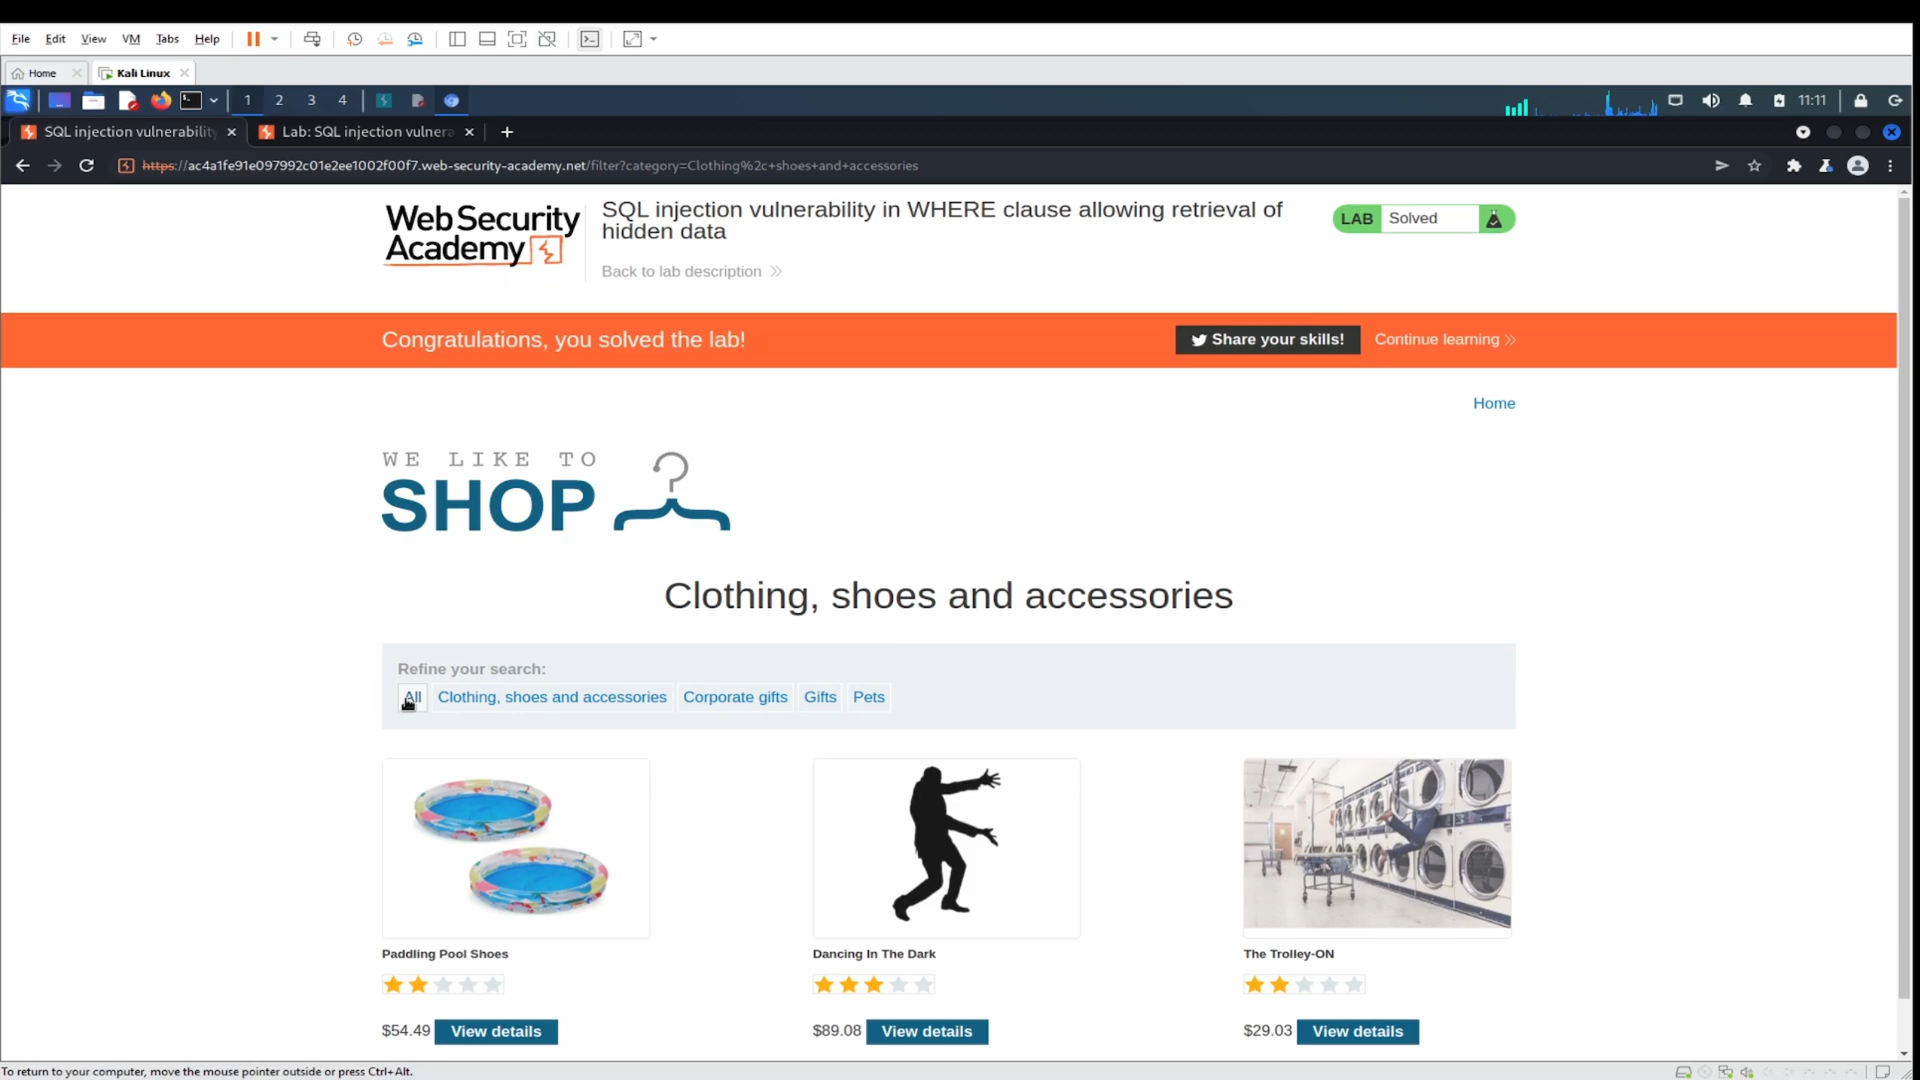 File Edit View VM Tabs Help
Home Kali Linux
1 2 3 4 11:11
SQL injection vulnerability Lab: SQL injection vulnera
https://ac4a1fe91e097992c01e2ee1002f00f7.web-security-academy.net/filter?category=Clothing%2c+shoes+and+accessories
Web Security
Academy
SQL injection vulnerability in WHERE clause allowing retrieval of
hidden data
Back to lab description
LAB Solved
Congratulations, you solved the lab!
Share your skills! Continue learning
Home
WE LIKE TO
SHOP
Clothing, shoes and accessories
Refine your search:
All Clothing, shoes and accessories Corporate gifts Gifts Pets
Paddling Pool Shoes Dancing In The Dark The Trolley-ON
$54.49 View details $89.08 View details $29.03 View details
To return to your computer, move the mouse pointer outside or press Ctrl+Alt.